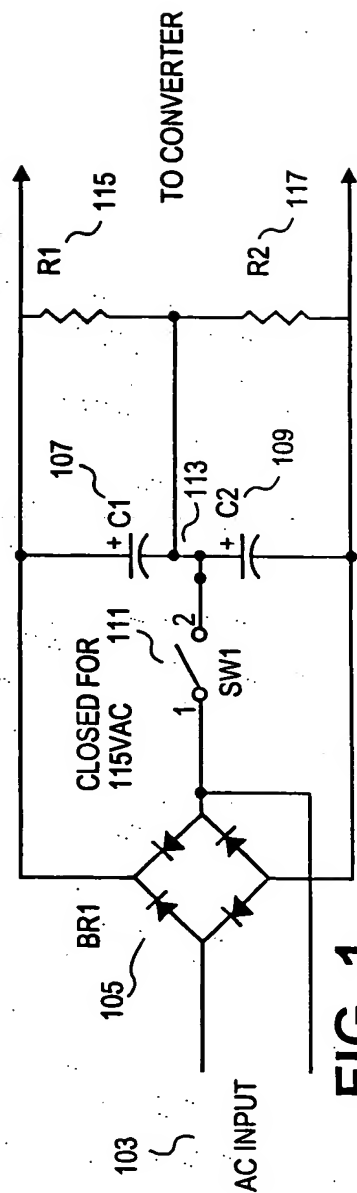 103
AC INPUT
BR1
105
CLOSED FOR
115VAC
111
1
2
SW1
107
+
C1
113
+
C2
109
R1
115
R2
117
TO CONVERTER
FIG. 1